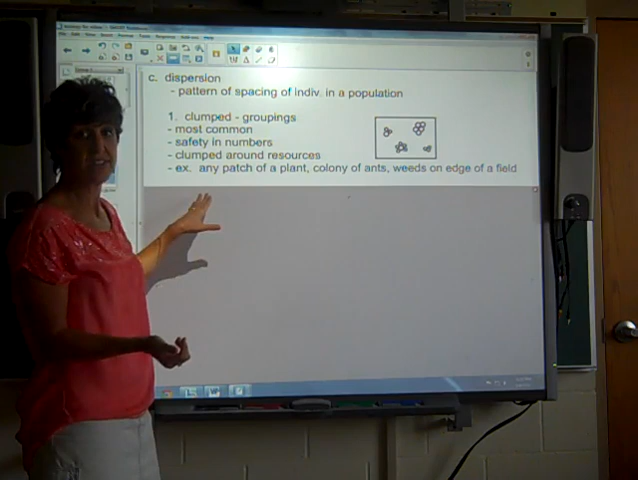 c. dispersion
- pattern of spacing of indiv. in a population
1. clumped - groupings
- most common
- safety in numbers
- clumped around resources
- ex. any patch of a plant, colony of ants, weeds on edge of a field